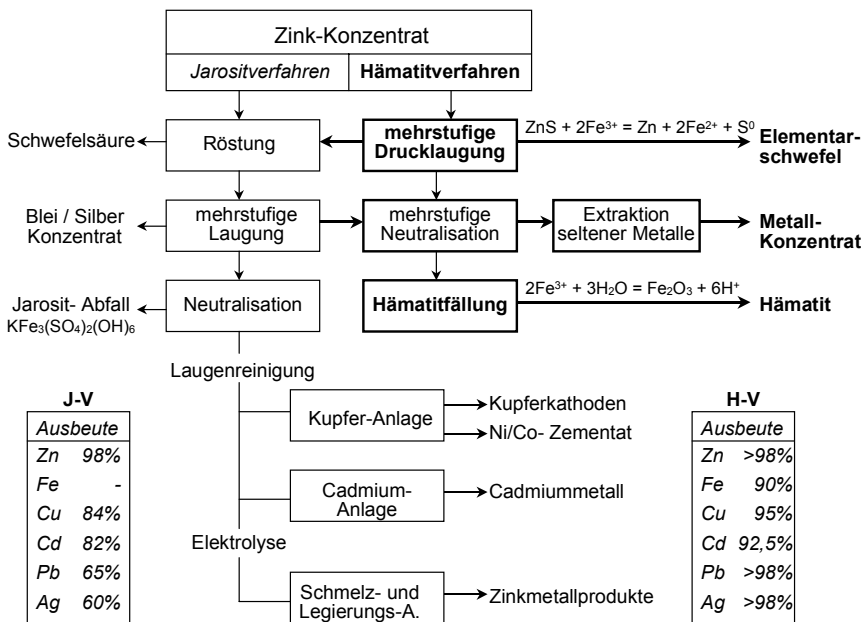 Zink-Konzentrat
Jarositverfahren
Hämatitverfahren
Schwefelsäure
Röstung
mehrstufige
Drucklaugung
ZnS + 2Fe³⁺ = Zn + 2Fe²⁺ + S⁰
Elementar-
schwefel
Blei / Silber
Konzentrat
mehrstufige
Laugung
mehrstufige
Neutralisation
Extraktion
seltener Metalle
Metall-
Konzentrat
Jarosit- Abfall
KFe₃(SO₄)₂(OH)₆
Neutralisation
Hämatitfällung
2Fe³⁺ + 3H₂O = Fe₂O₃ + 6H⁺
Hämatit
Laugenreinigung
Kupfer-Anlage
Kupferkathoden
Ni/Co- Zementat
Cadmium-
Anlage
Cadmiummetall
Elektrolyse
Schmelz- und
Legierungs-A.
Zinkmetallprodukte
J-V
Ausbeute
Zn 98%
Fe -
Cu 84%
Cd 82%
Pb 65%
Ag 60%
H-V
Ausbeute
Zn >98%
Fe 90%
Cu 95%
Cd 92,5%
Pb >98%
Ag >98%